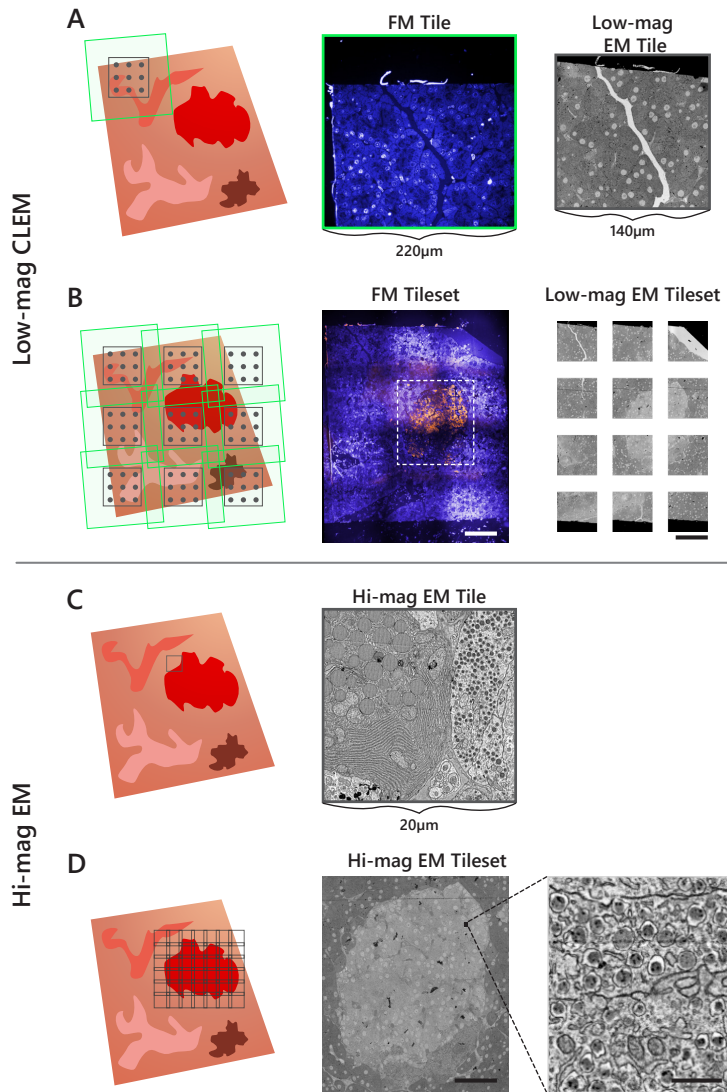 A
FM Tile
Low-mag
EM Tile
220µm
140µm
Low-mag CLEM
B
FM Tileset
Low-mag EM Tileset
C
Hi-mag EM Tile
20µm
Hi-mag EM
D
Hi-mag EM Tileset